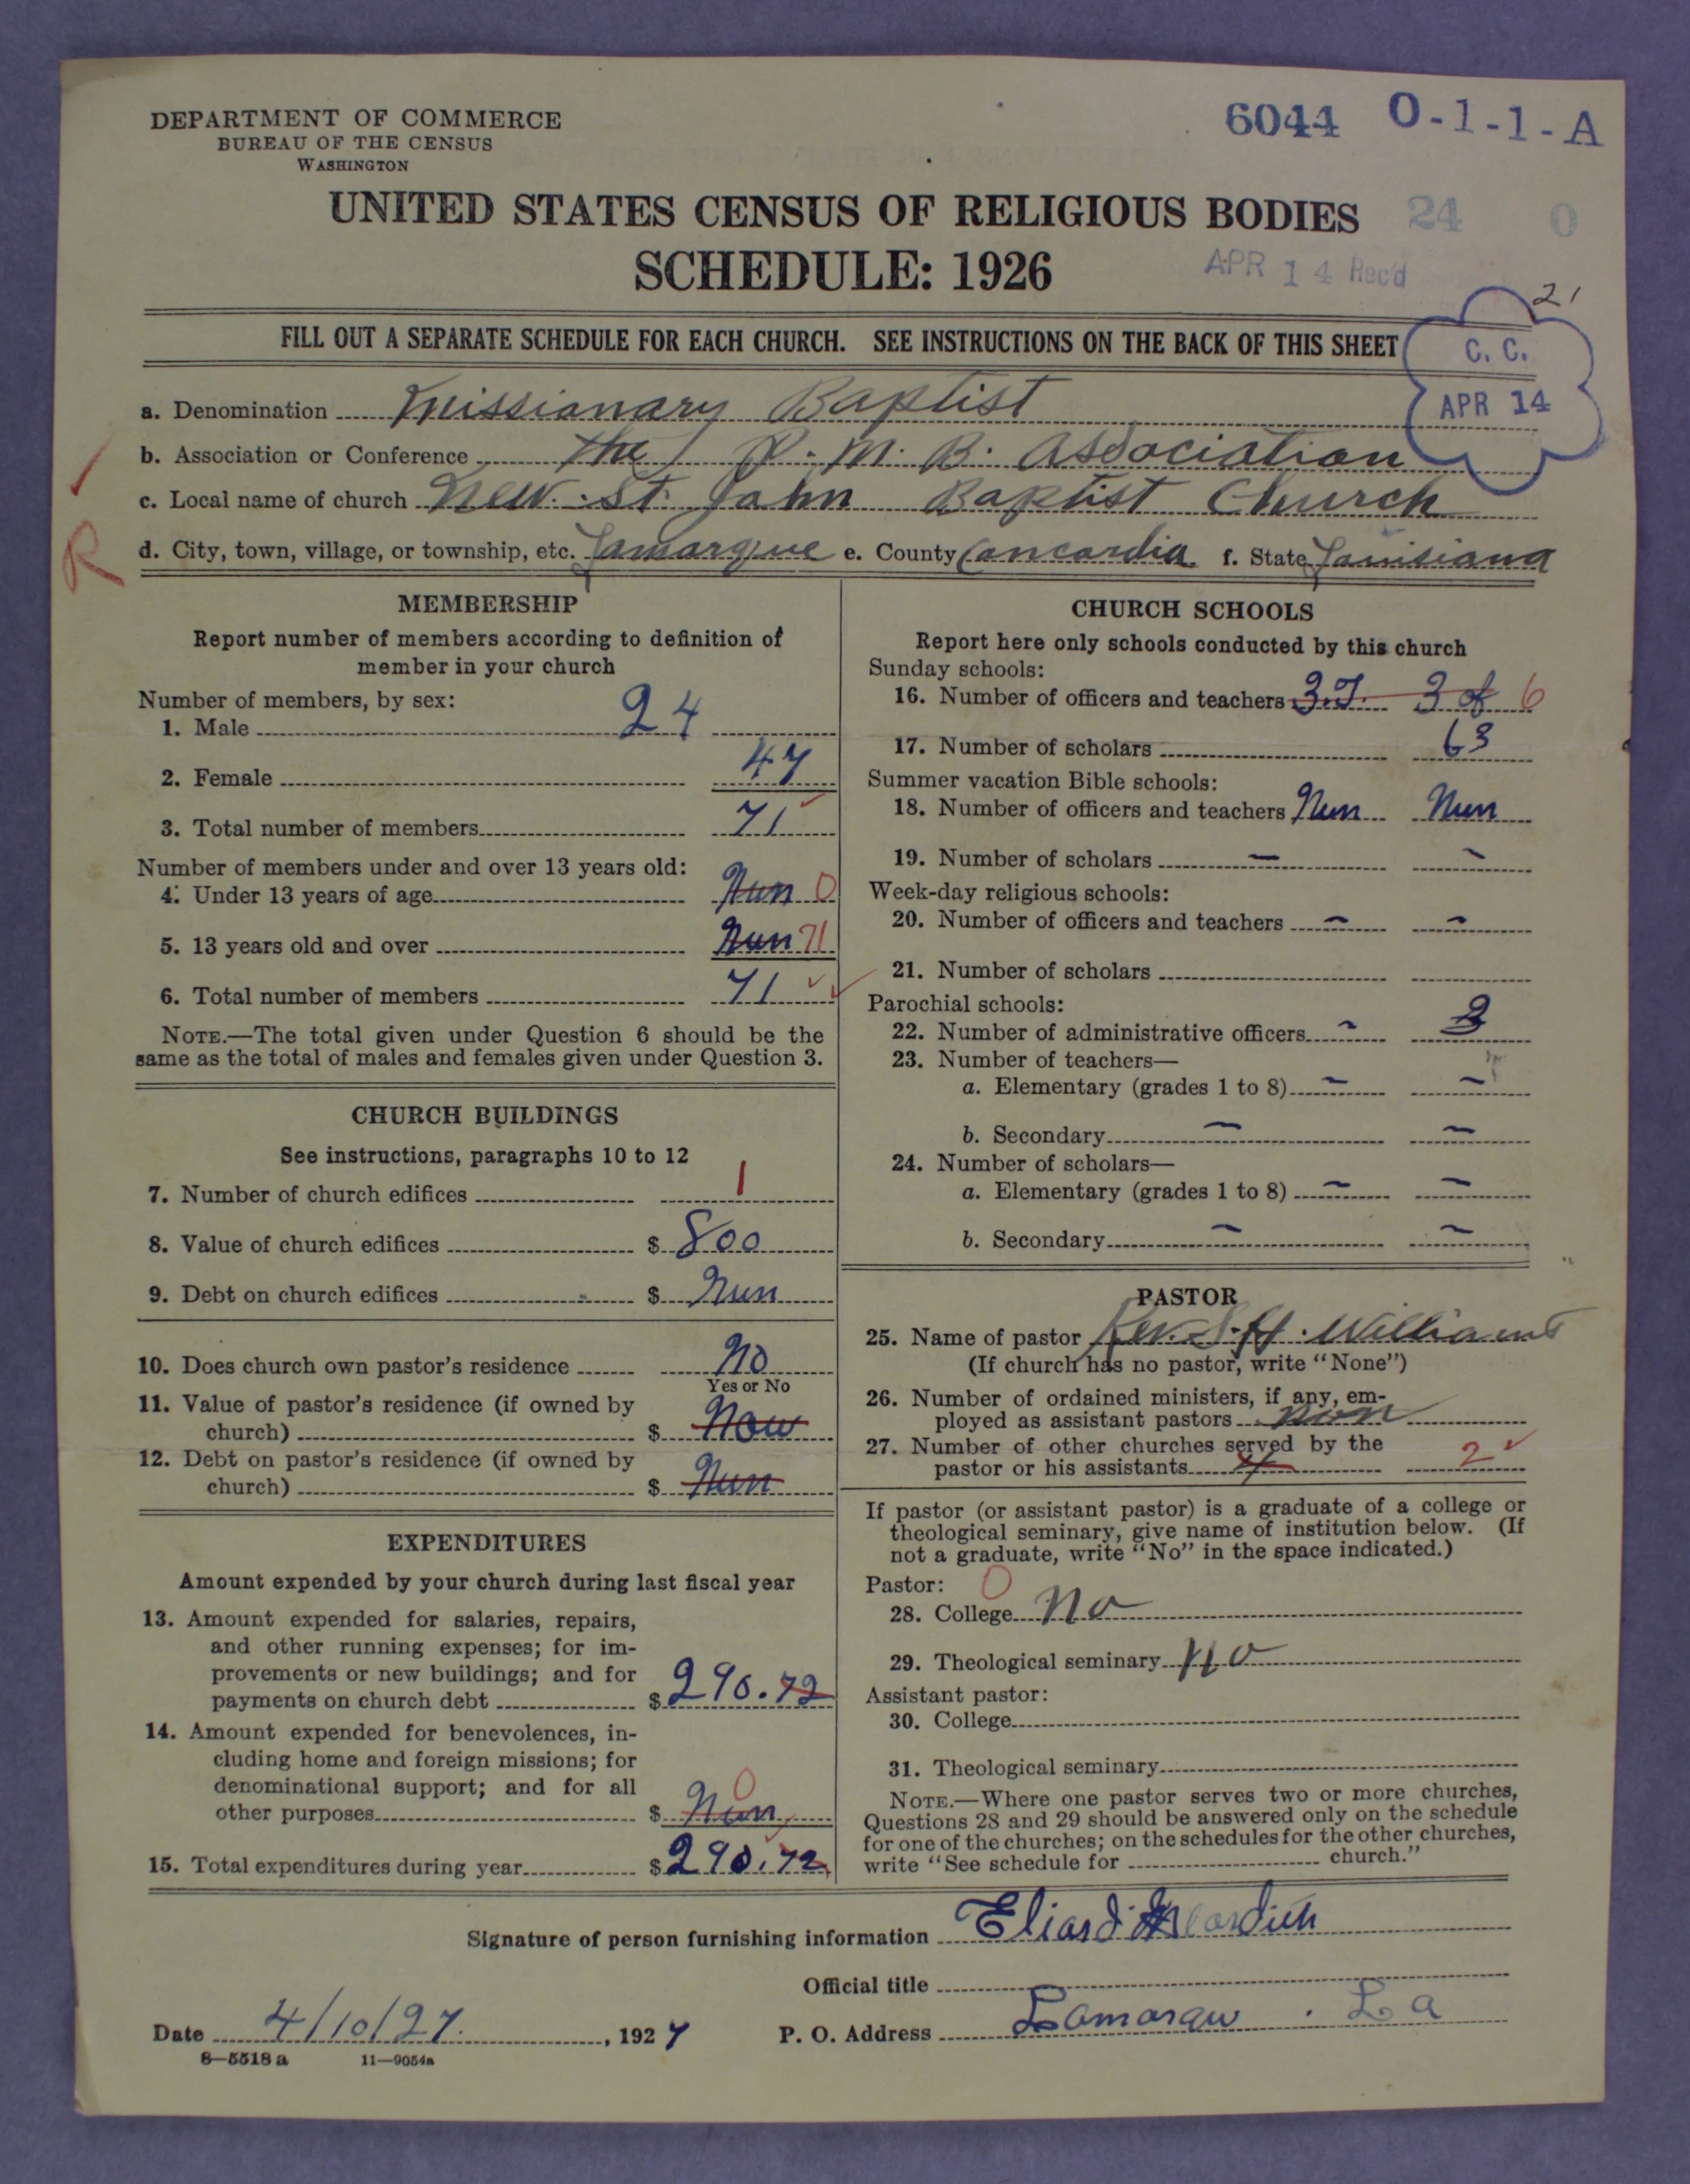 DEPARTMENT OF COMMERCE
BUREAU OF THE CENSUS
WASHINGTON
6044 0-1-1-A
UNITED STATES CENSUS OF RELIGIOUS BODIES 24 0
SCHEDULE: 1926
APR 14 Rec'd
21
FILL OUT A SEPARATE SCHEDULE FOR EACH CHURCH. SEE INSTRUCTIONS ON THE BACK OF THIS SHEET
C. C.
APR 14
a. Denomination Missionary Baptist
b. Association or Conference the P. M. B. Association
c. Local name of church New. St. John Baptist Church
d. City, town, village, or township, etc. Lamarque e. County Concordia f. State Louisiana
R
MEMBERSHIP
Report number of members according to definition of
member in your church
Number of members, by sex:
1. Male 24
2. Female 47
3. Total number of members 71
Number of members under and over 13 years old:
4. Under 13 years of age Nun 0
5. 13 years old and over Nun 71
6. Total number of members 71
NOTE.—The total given under Question 6 should be the
same as the total of males and females given under Question 3.
CHURCH BUILDINGS
See instructions, paragraphs 10 to 12
7. Number of church edifices 1
8. Value of church edifices $ 800
9. Debt on church edifices $ Nun
10. Does church own pastor's residence No
Yes or No
11. Value of pastor's residence (if owned by
church) $ Now
12. Debt on pastor's residence (if owned by
church) $ Nun
EXPENDITURES
Amount expended by your church during last fiscal year
13. Amount expended for salaries, repairs,
and other running expenses; for im-
provements or new buildings; and for
payments on church debt $ 290.72
14. Amount expended for benevolences, in-
cluding home and foreign missions; for
denominational support; and for all
other purposes $ Nun 0
15. Total expenditures during year $ 290.72
CHURCH SCHOOLS
Report here only schools conducted by this church
Sunday schools:
16. Number of officers and teachers 3.T. 3 of 6
17. Number of scholars 63
Summer vacation Bible schools:
18. Number of officers and teachers Nun Nun
19. Number of scholars — —
Week-day religious schools:
20. Number of officers and teachers — —
21. Number of scholars
Parochial schools:
22. Number of administrative officers —
23. Number of teachers—
a. Elementary (grades 1 to 8) — —
b. Secondary — —
24. Number of scholars—
a. Elementary (grades 1 to 8) — —
b. Secondary — —
PASTOR
25. Name of pastor Rev. S. H. Williams
(If church has no pastor, write "None")
26. Number of ordained ministers, if any, em-
ployed as assistant pastors non
27. Number of other churches served by the
pastor or his assistants 4 2
If pastor (or assistant pastor) is a graduate of a college or
theological seminary, give name of institution below. (If
not a graduate, write "No" in the space indicated.)
Pastor: 0
28. College No
29. Theological seminary No
Assistant pastor:
30. College
31. Theological seminary
NOTE.—Where one pastor serves two or more churches,
Questions 28 and 29 should be answered only on the schedule
for one of the churches; on the schedules for the other churches,
write "See schedule for church."
Signature of person furnishing information Eliard
Official title
Date 4/10/27, 1927 P. O. Address Lamoraw. La
8—5518 a 11—9054a